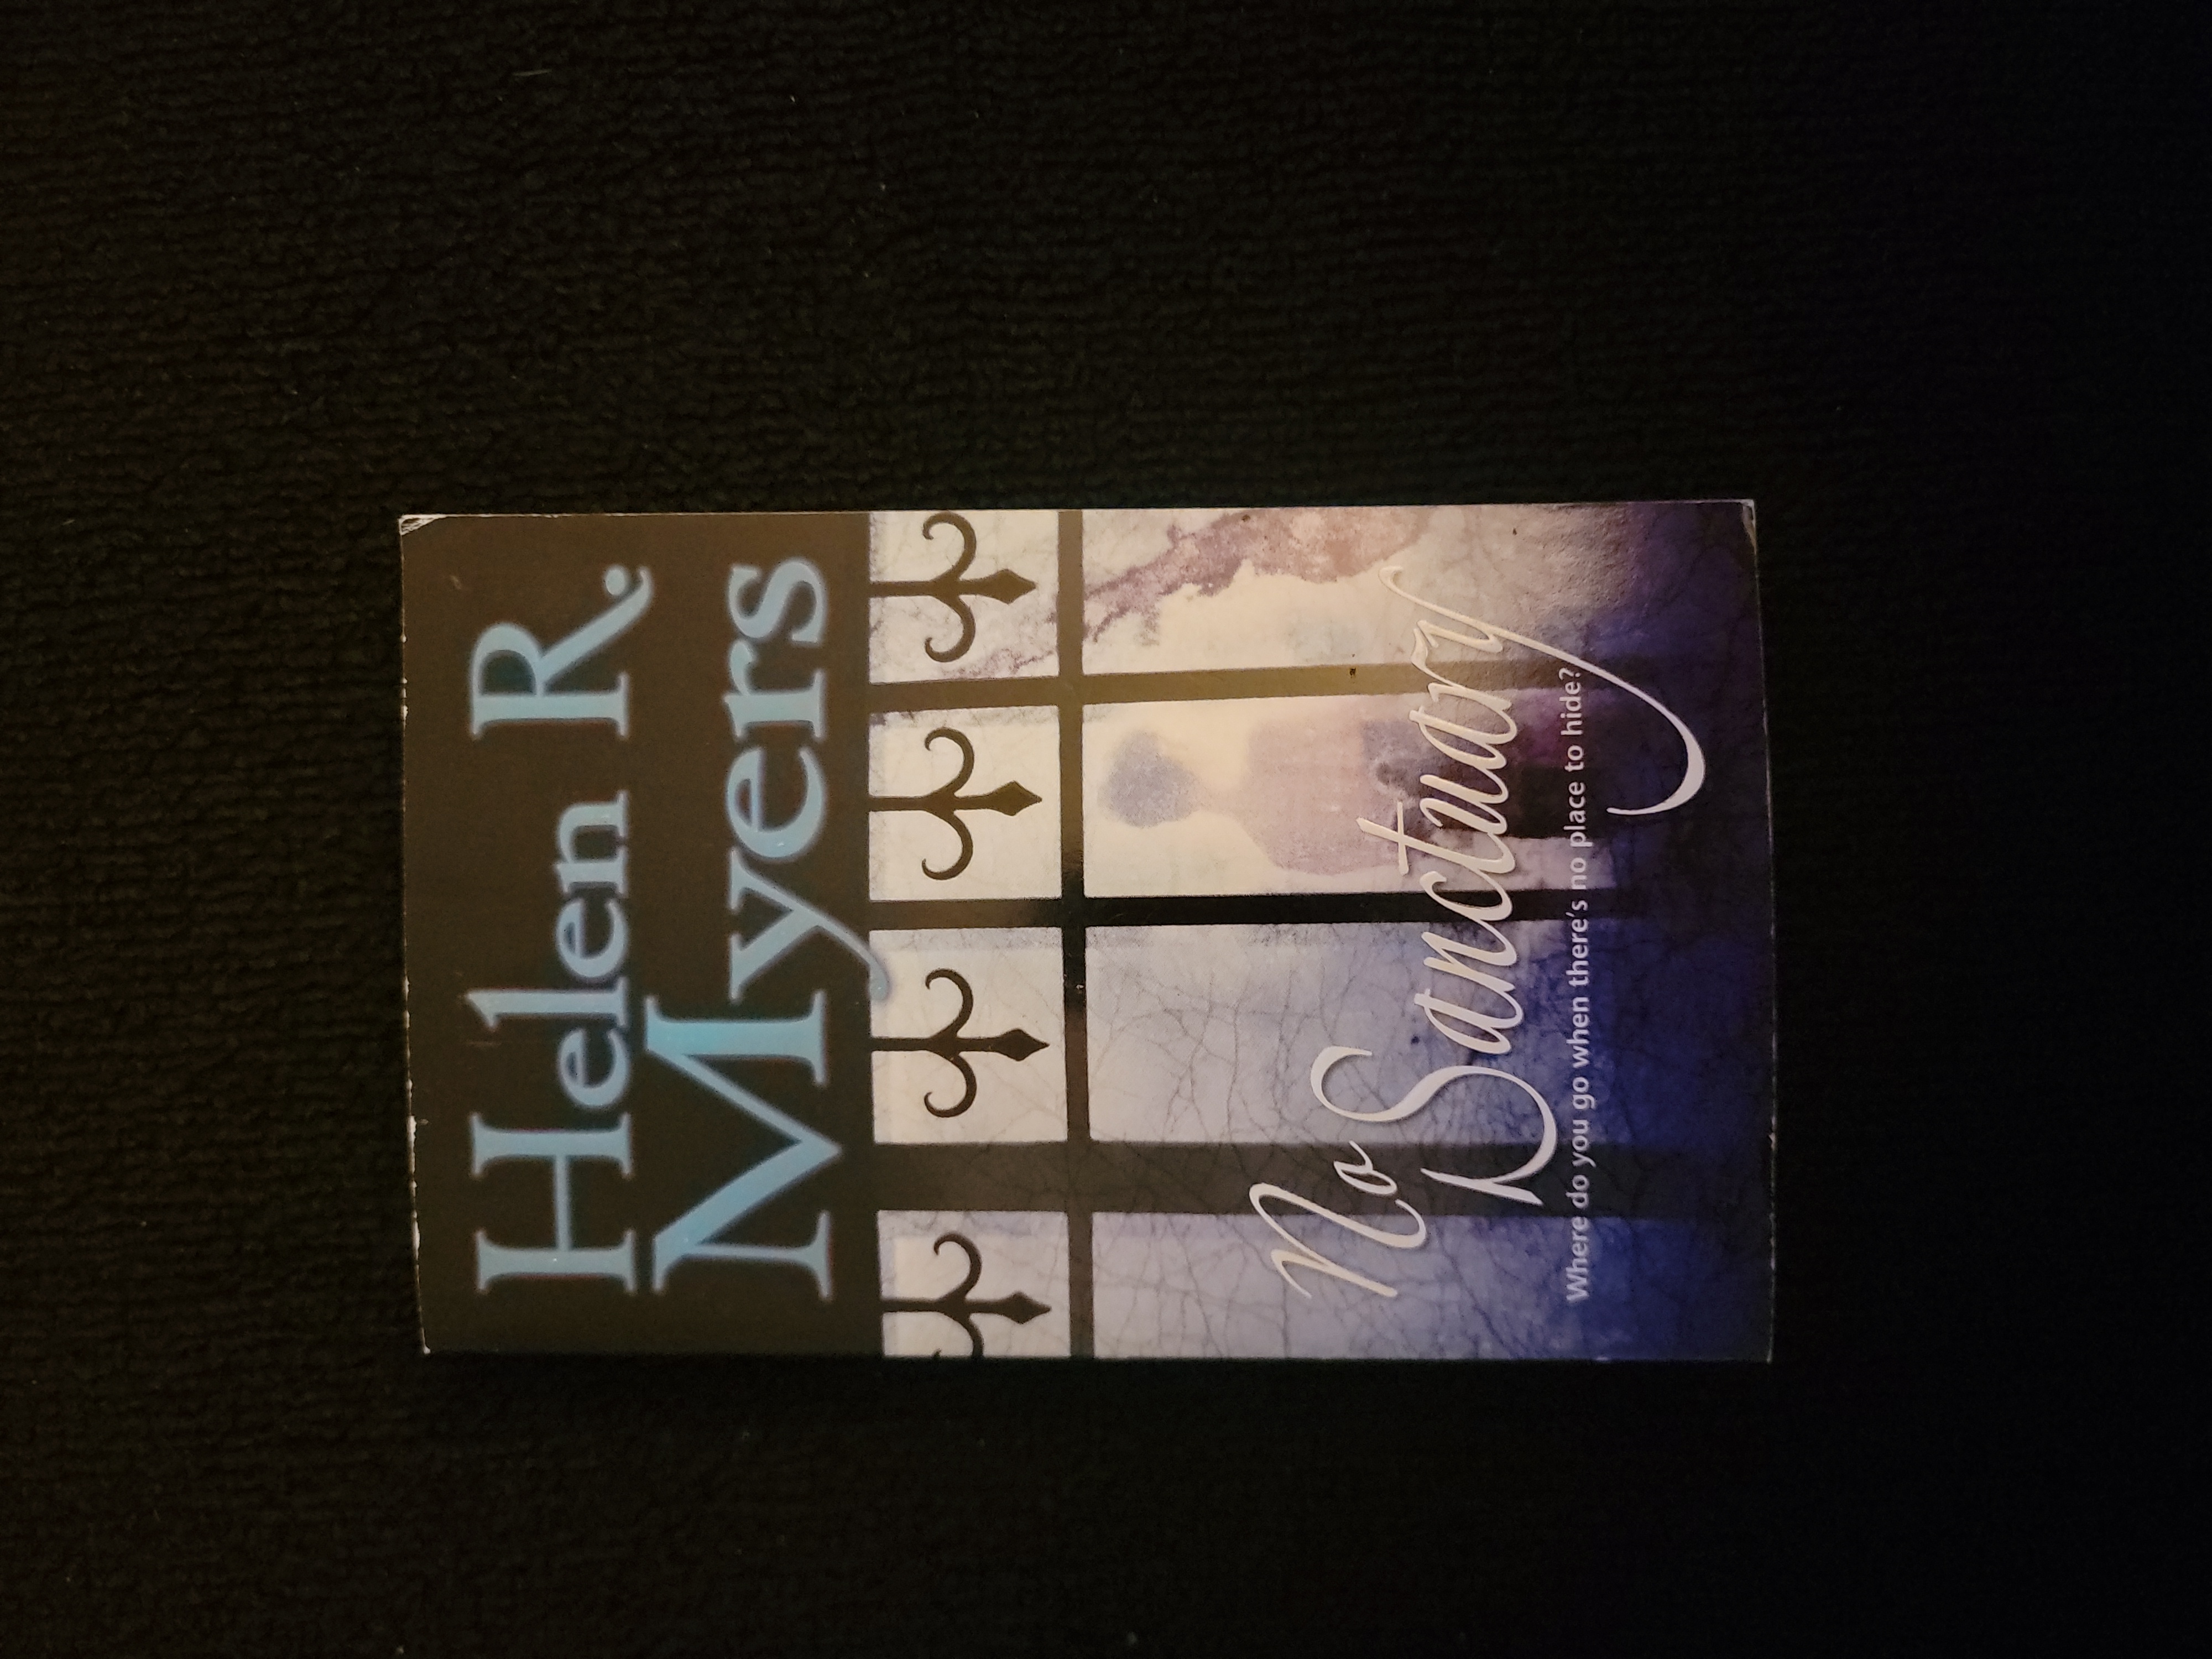 Helen R.
Myers
No Sanctuary
Where do you go when there's no place to hide?